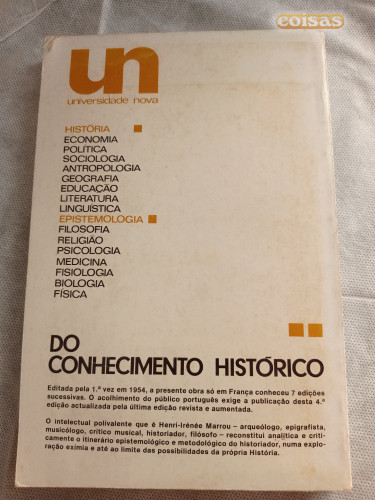 coisas
un
universidade nova
HISTÓRIA
ECONOMIA
POLÍTICA
SOCIOLOGIA
ANTROPOLOGIA
GEOGRAFIA
EDUCAÇÃO
LITERATURA
LINGUÍSTICA
EPISTEMOLOGIA
FILOSOFIA
RELIGIÃO
PSICOLOGIA
MEDICINA
FISIOLOGIA
BIOLOGIA
FÍSICA
DO
CONHECIMENTO HISTÓRICO
Editada pela 1.ª vez em 1954, a presente obra só em França conheceu 7 edições
sucessivas. O acolhimento do público português exige a publicação desta 4.ª
edição actualizada pela última edição revista e aumentada.
O intelectual polivalente que é Henri-Irénée Marrou – arqueólogo, epigrafista,
musicólogo, crítico musical, historiador, filósofo – reconstitui analítica e criti-
camente o itinerário epistemológico e metodológico do historiador, numa explo-
ração exímia e até ao limite das possibilidades da própria História.